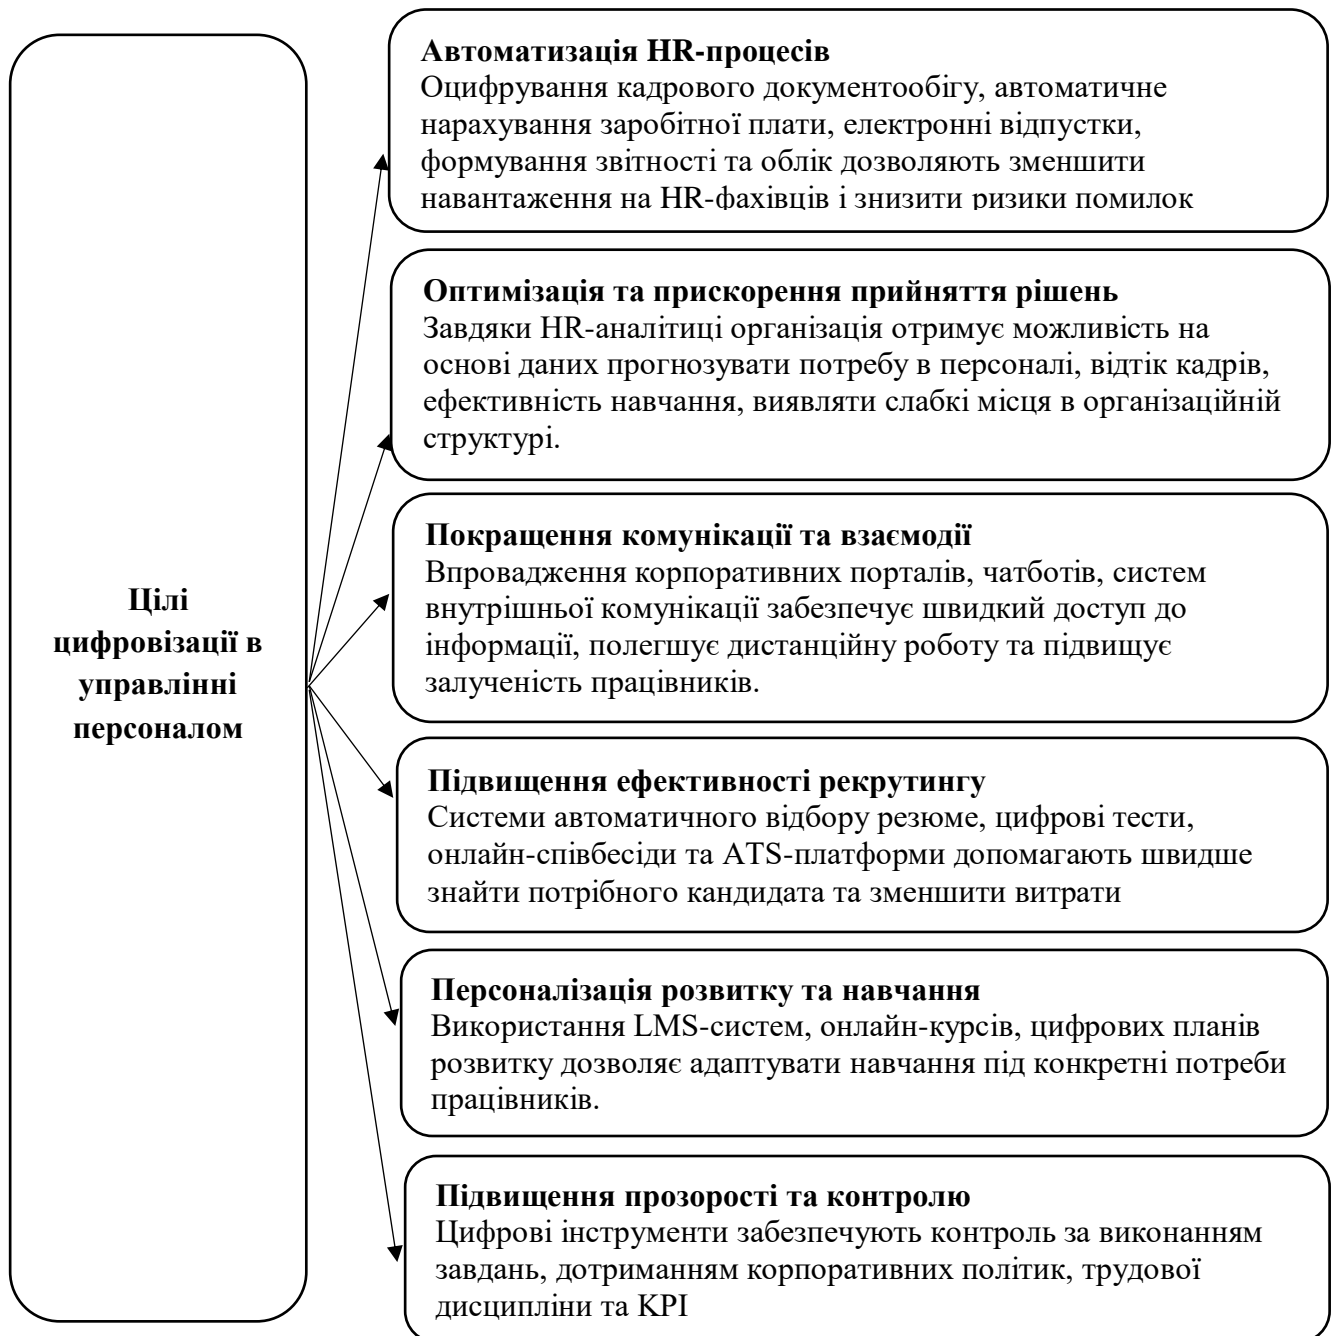 Цілі
цифровізації в
управлінні
персоналом
Автоматизація HR-процесів
Оцифрування кадрового документообігу, автоматичне
нарахування заробітної плати, електронні відпустки,
формування звітності та облік дозволяють зменшити
навантаження на HR-фахівців і знизити ризики помилок
Оптимізація та прискорення прийняття рішень
Завдяки HR-аналітиці організація отримує можливість на
основі даних прогнозувати потребу в персоналі, відтік кадрів,
ефективність навчання, виявляти слабкі місця в організаційній
структурі.
Покращення комунікації та взаємодії
Впровадження корпоративних порталів, чатботів, систем
внутрішньої комунікації забезпечує швидкий доступ до
інформації, полегшує дистанційну роботу та підвищує
залученість працівників.
Підвищення ефективності рекрутингу
Системи автоматичного відбору резюме, цифрові тести,
онлайн-співбесіди та ATS-платформи допомагають швидше
знайти потрібного кандидата та зменшити витрати
Персоналізація розвитку та навчання
Використання LMS-систем, онлайн-курсів, цифрових планів
розвитку дозволяє адаптувати навчання під конкретні потреби
працівників.
Підвищення прозорості та контролю
Цифрові інструменти забезпечують контроль за виконанням
завдань, дотриманням корпоративних політик, трудової
дисципліни та KPI